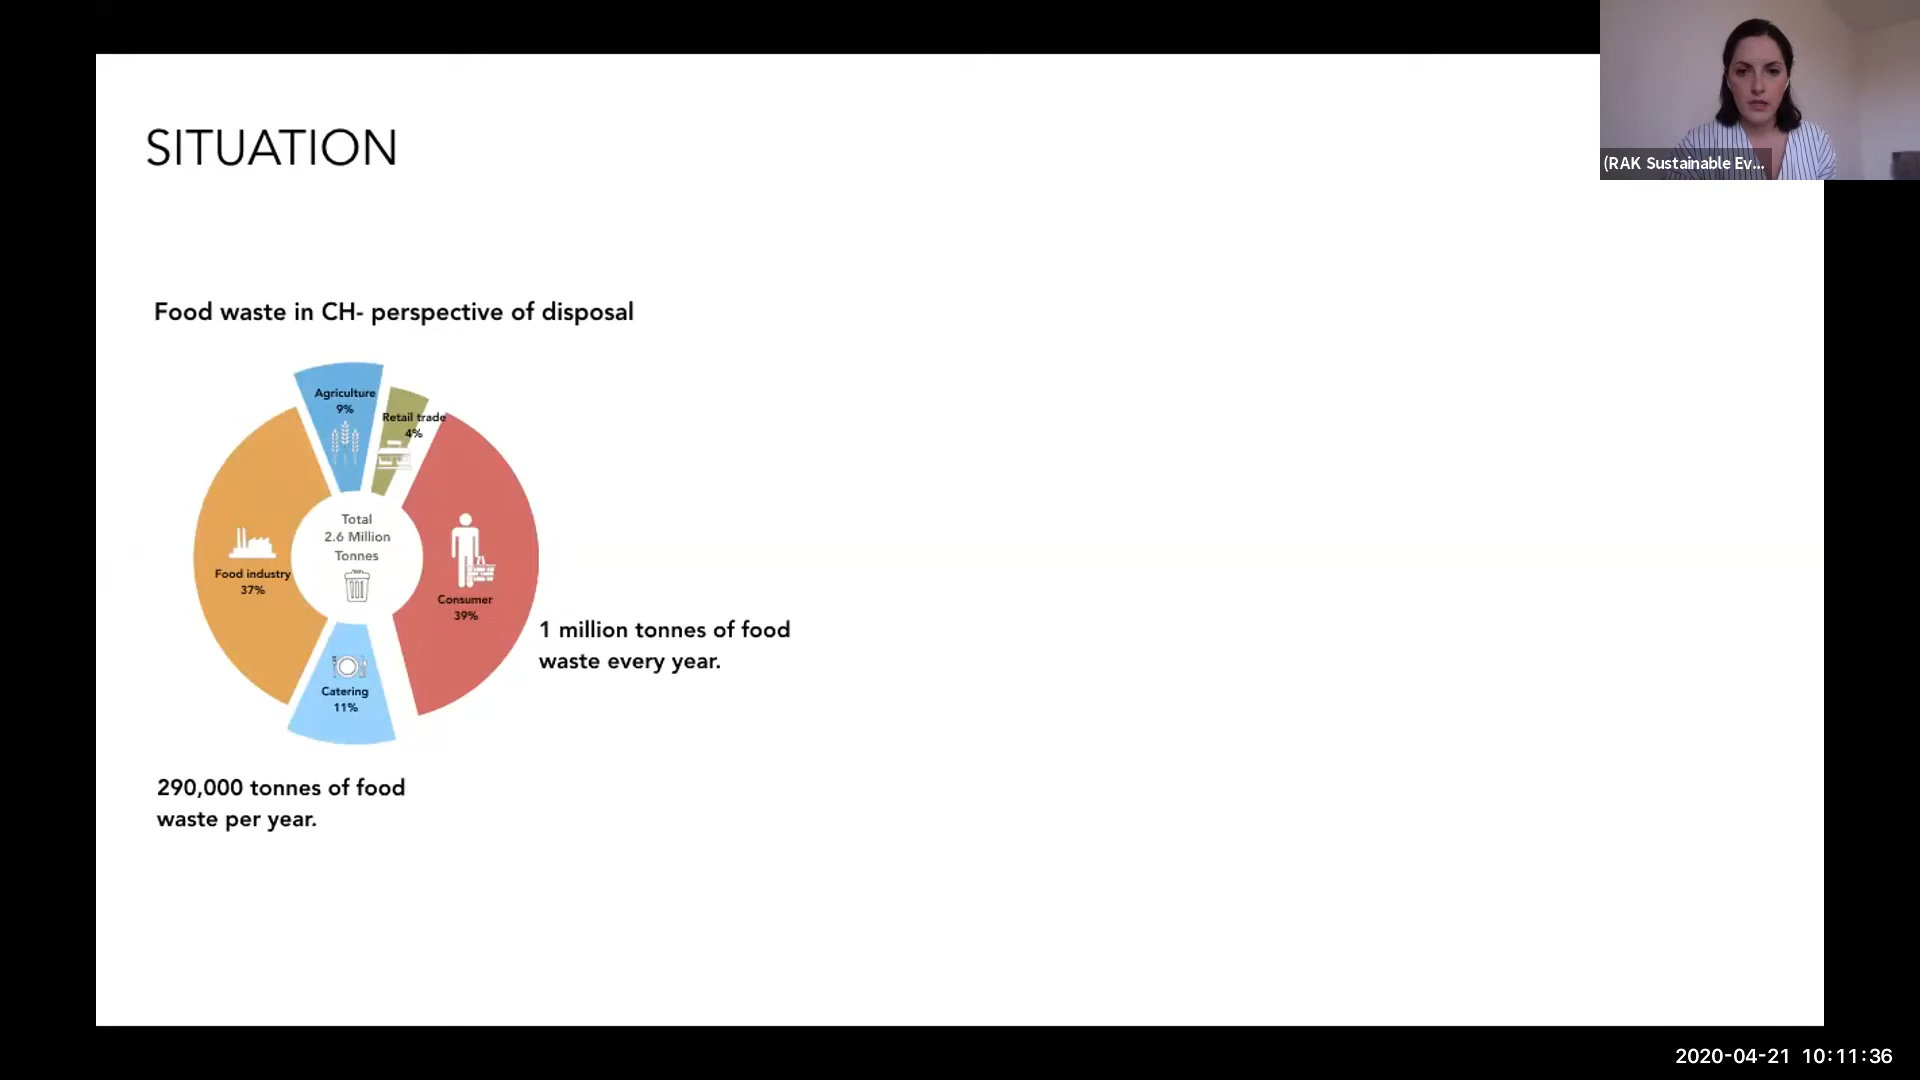 SITUATION
(RAK Sustainable Ev...
Food waste in CH- perspective of disposal
Agriculture
9%
Retail trade
4%
Total
2.6 Million
Tonnes
Food industry
37%
Consumer
39%
1 million tonnes of food
waste every year.
Catering
11%
290,000 tonnes of food
waste per year.
2020-04-21 10:11:36